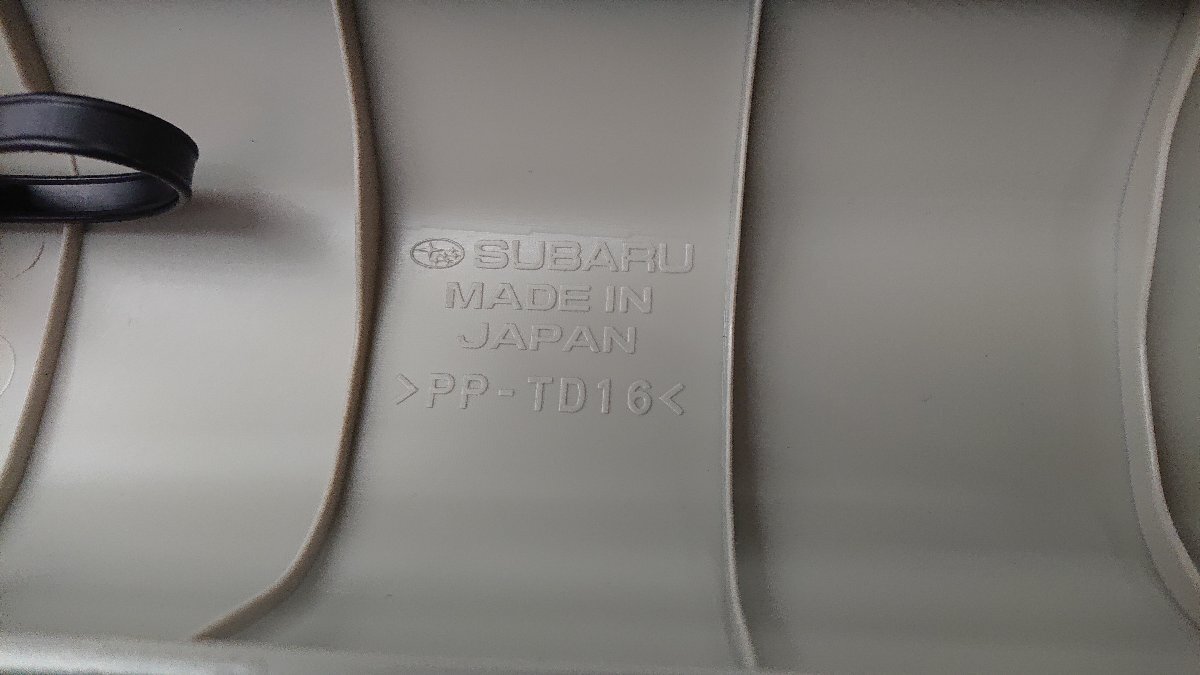 SUBARU
MADE IN
JAPAN
>PP-TD16<